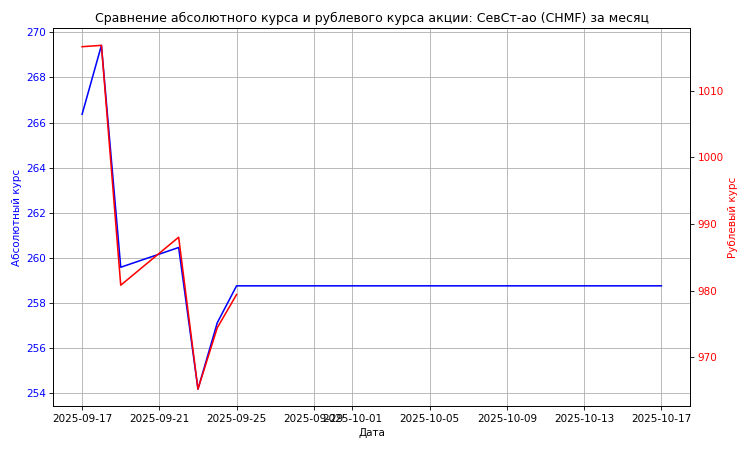 Сравнение абсолютного курса и рублевого курса акции: СевСт-ао (CHMF) за месяц
270
268
266
264
262
260
258
256
254
Абсолютный курс
1010
1000
990
980
970
Рублевый курс
2025-09-17 2025-09-21 2025-09-25 2025-09-29 2025-10-01 2025-10-05 2025-10-09 2025-10-13 2025-10-17
Дата